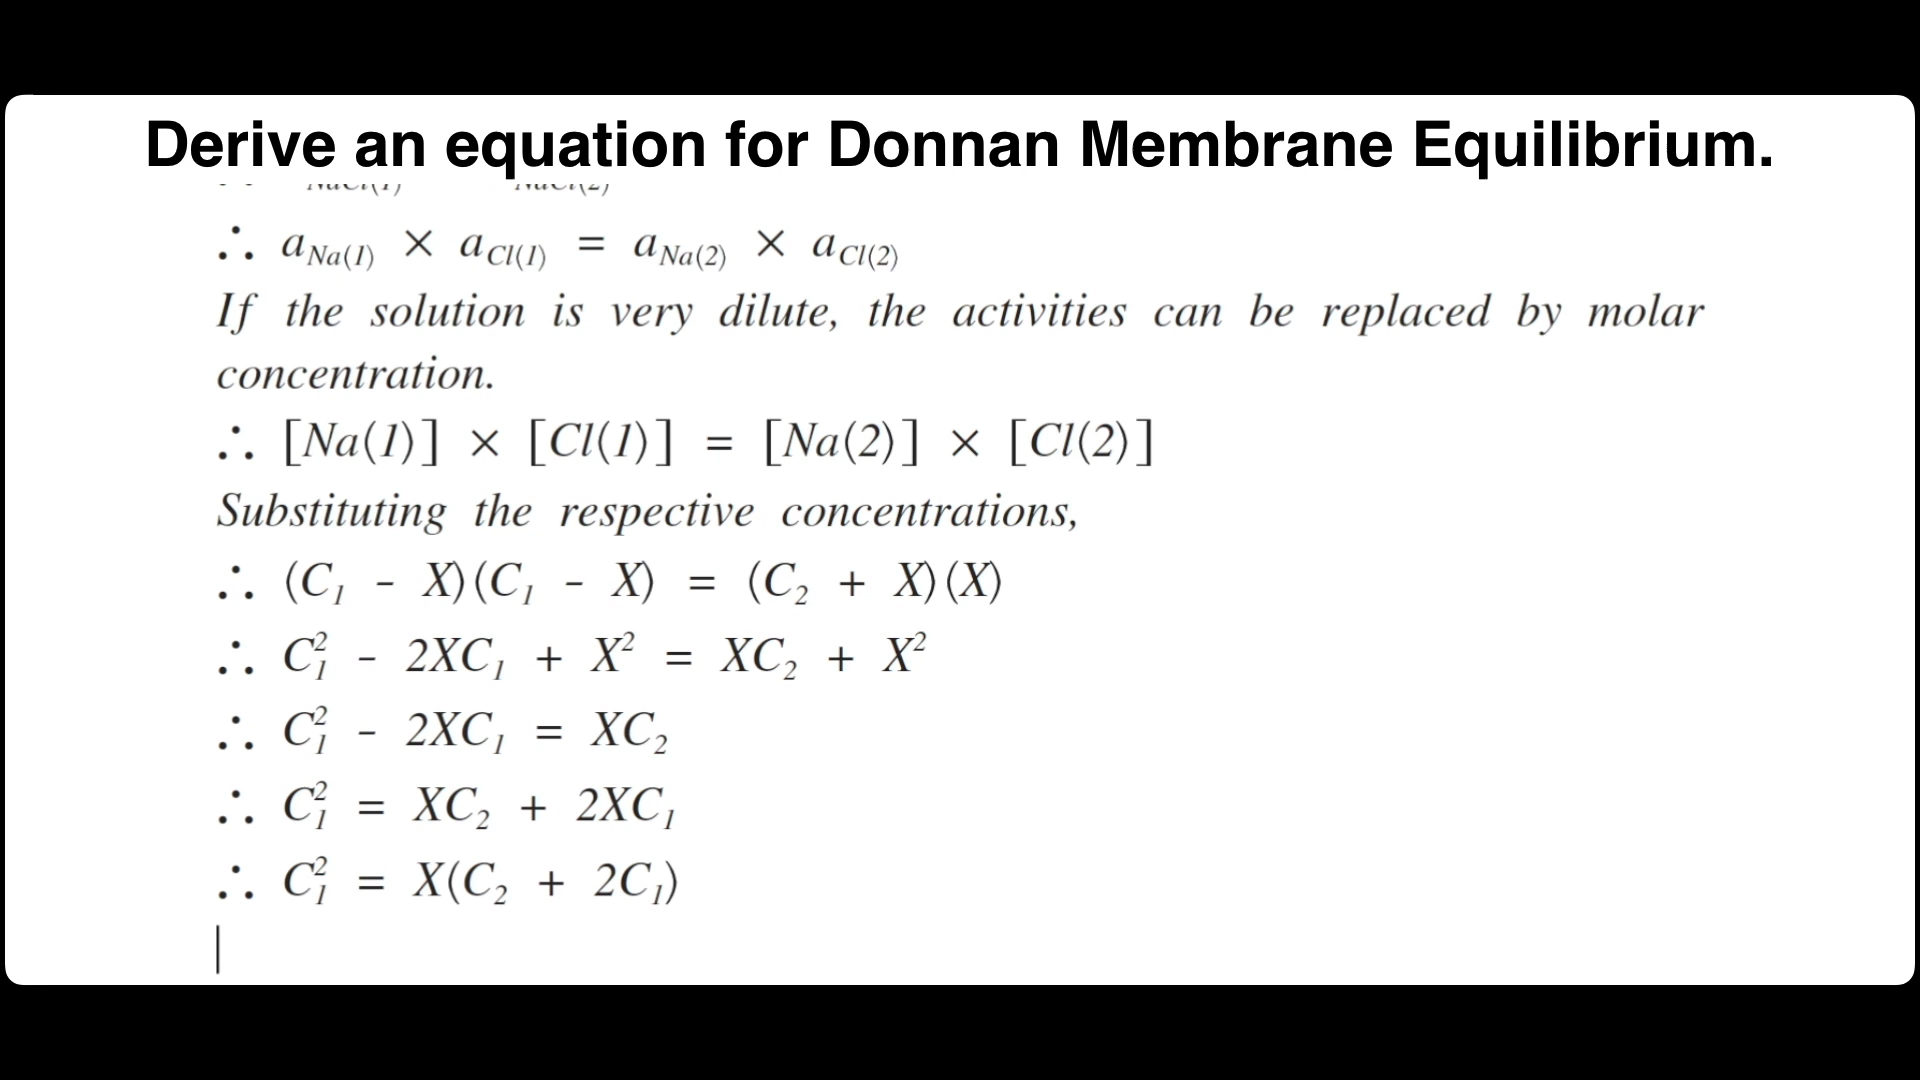 Derive an equation for Donnan Membrane Equilibrium.
∴ a_Na(1) × a_Cl(1) = a_Na(2) × a_Cl(2)
If the solution is very dilute, the activities can be replaced by molar
concentration.
∴ [Na(1)] × [Cl(1)] = [Na(2)] × [Cl(2)]
Substituting the respective concentrations,
∴ (C₁ - X)(C₁ - X) = (C₂ + X)(X)
∴ C₁² - 2XC₁ + X² = XC₂ + X²
∴ C₁² - 2XC₁ = XC₂
∴ C₁² = XC₂ + 2XC₁
∴ C₁² = X(C₂ + 2C₁)